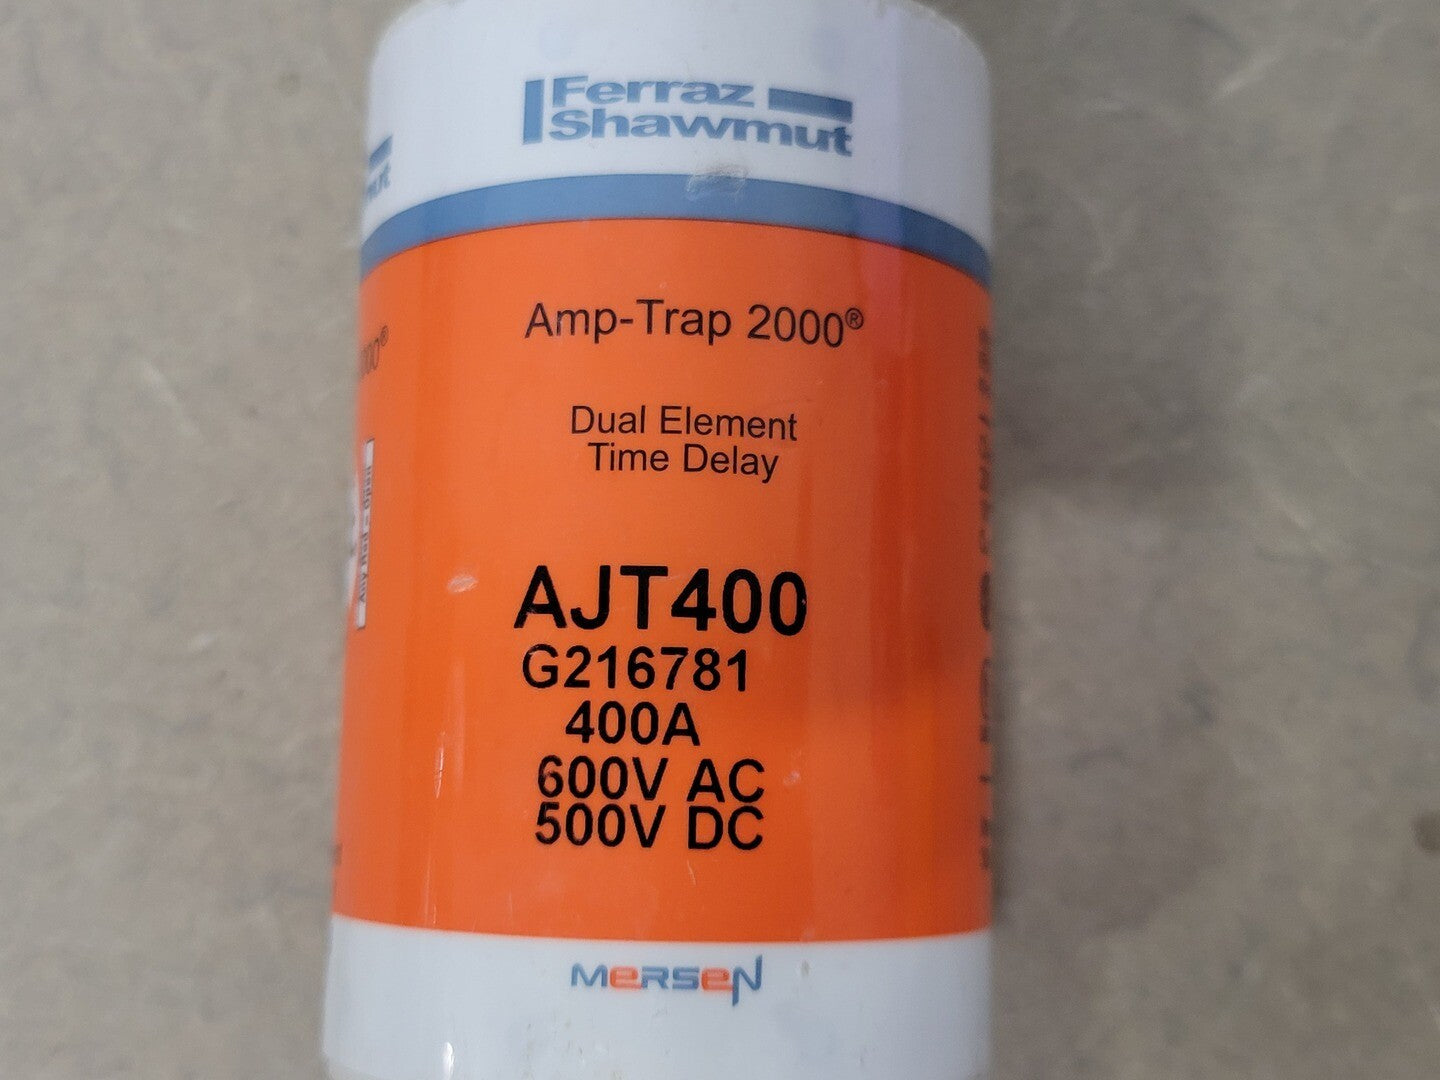 Ferraz
Shawmut
Amp-Trap 2000®
Dual Element
Time Delay
AJT400
G216781
400A
600V AC
500V DC
MERSEN